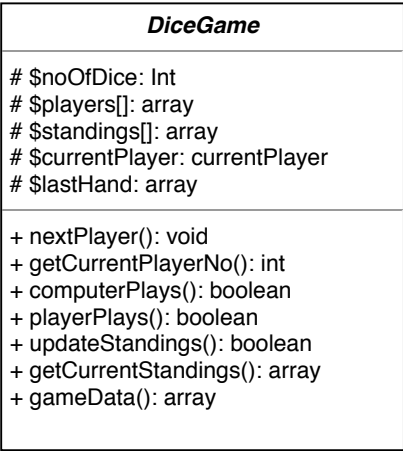 DiceGame
# $noOfDice: Int
# $players[]: array
# $standings[]: array
# $currentPlayer: currentPlayer
# $lastHand: array
+ nextPlayer(): void
+ getCurrentPlayerNo(): int
+ computerPlays(): boolean
+ playerPlays(): boolean
+ updateStandings(): boolean
+ getCurrentStandings(): array
+ gameData(): array